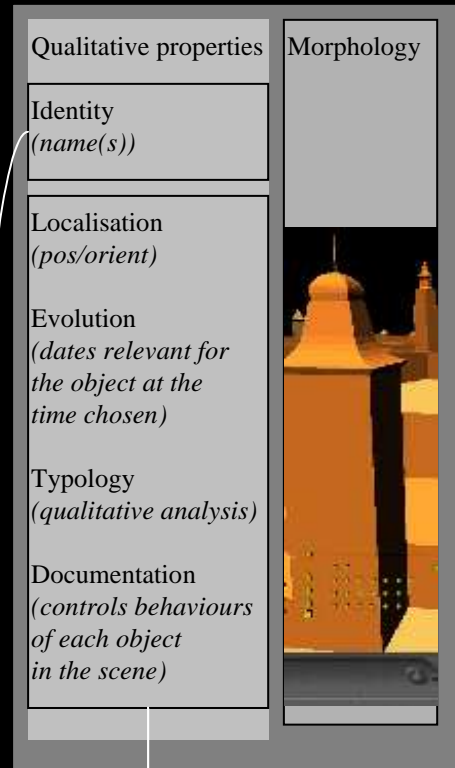 Qualitative properties
Identity
(name(s))
Localisation
(pos/orient)
Evolution
(dates relevant for
the object at the
time chosen)
Typology
(qualitative analysis)
Documentation
(controls behaviours
of each object
in the scene)
Morphology